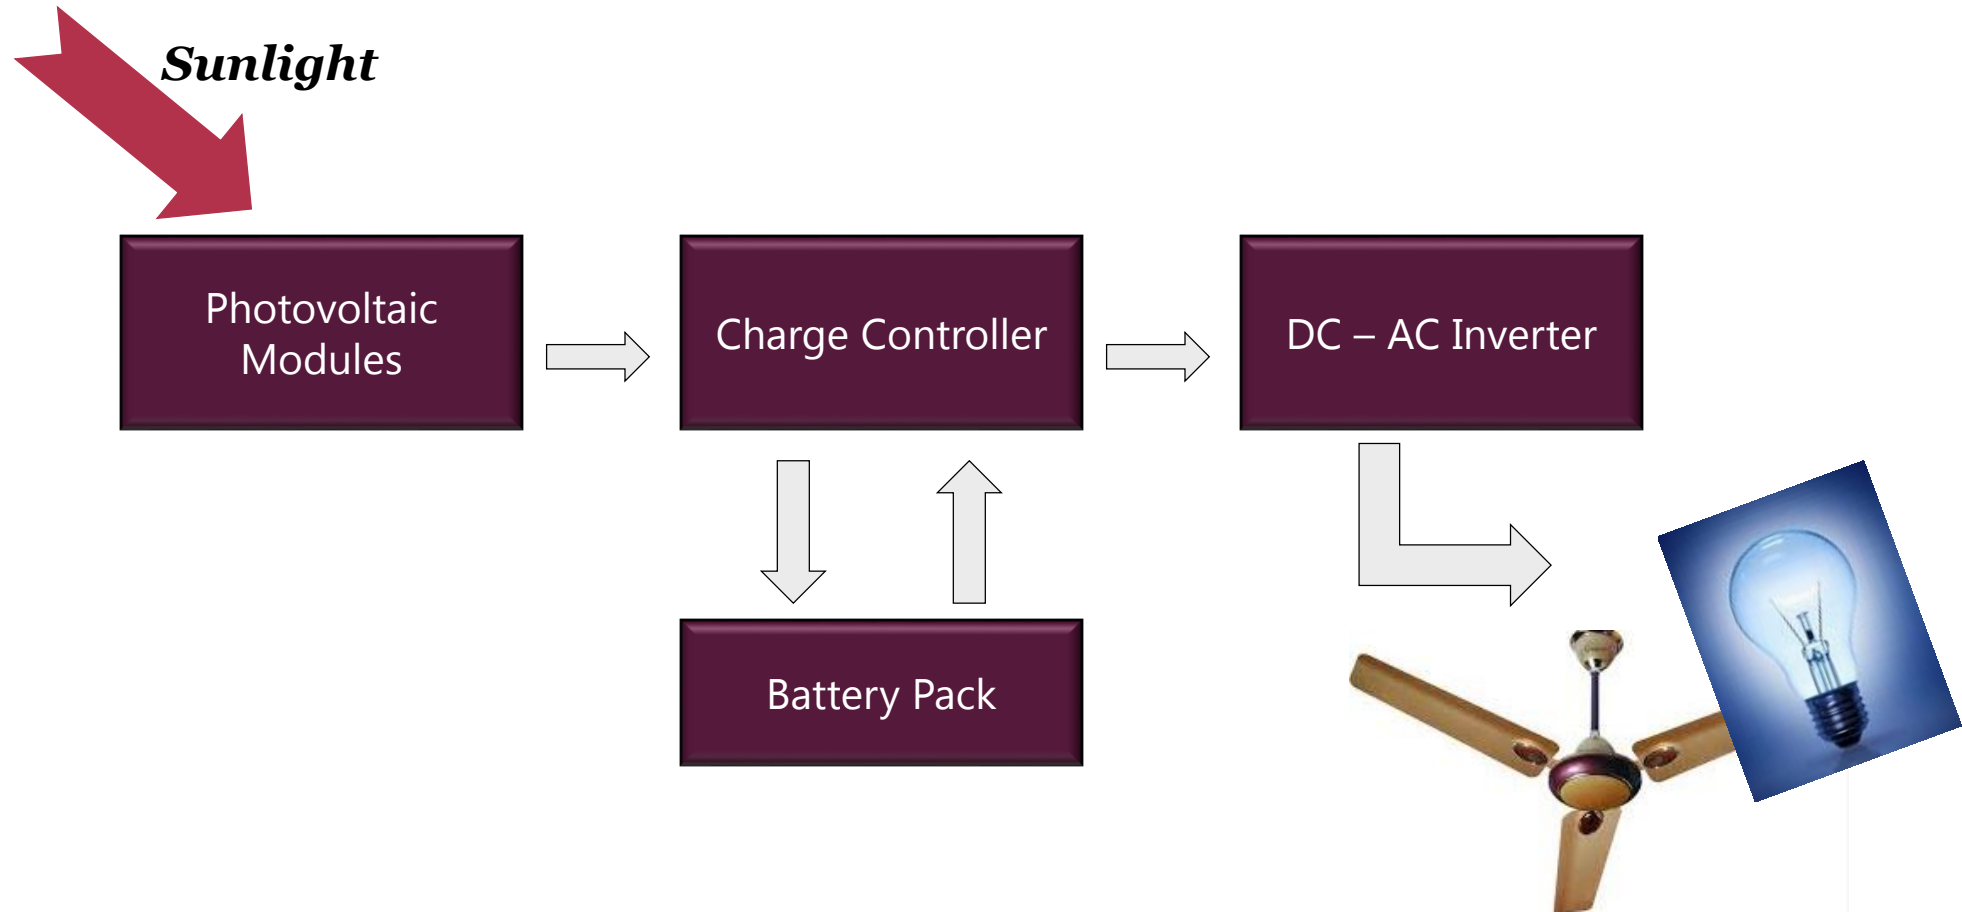 Sunlight
Photovoltaic
Modules
Charge Controller
DC – AC Inverter
Battery Pack